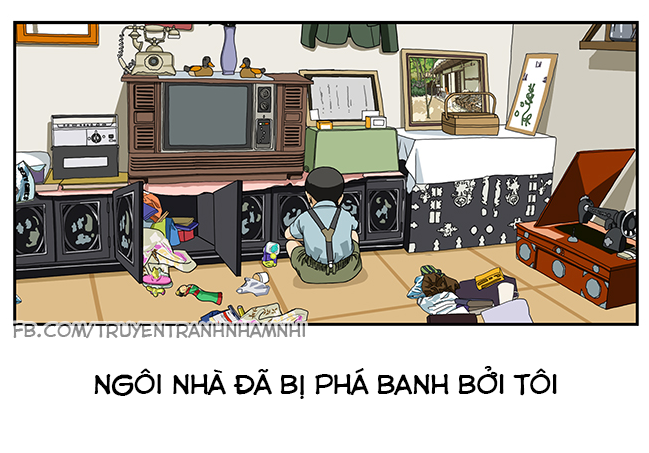 FB.COM/TRUYENTRANHNHAMNHI
NGÔI NHÀ ĐÃ BỊ PHÁ BANH BỞI TÔI